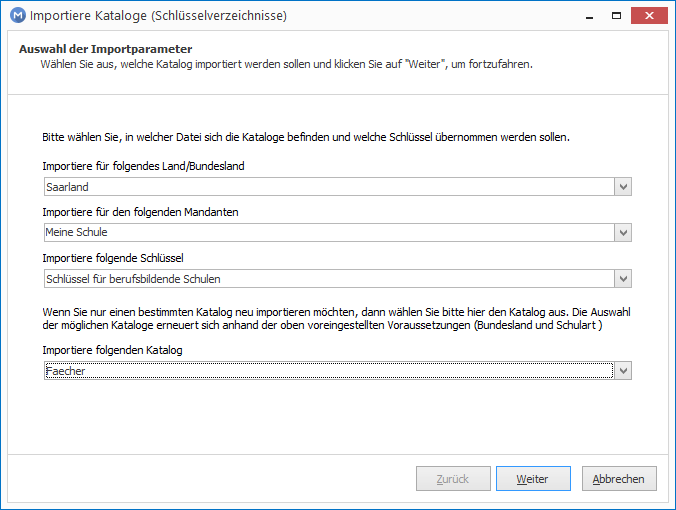 M Importiere Kataloge (Schlüsselverzeichnisse)
Auswahl der Importparameter
Wählen Sie aus, welche Katalog importiert werden sollen und klicken Sie auf "Weiter", um fortzufahren.
Bitte wählen Sie, in welcher Datei sich die Kataloge befinden und welche Schlüssel übernommen werden sollen.
Importiere für folgendes Land/Bundesland
Saarland
Importiere für den folgenden Mandanten
Meine Schule
Importiere folgende Schlüssel
Schlüssel für berufsbildende Schulen
Wenn Sie nur einen bestimmten Katalog neu importieren möchten, dann wählen Sie bitte hier den Katalog aus. Die Auswahl
der möglichen Kataloge erneuert sich anhand der oben voreingestellten Voraussetzungen (Bundesland und Schulart )
Importiere folgenden Katalog
Faecher
Zurück Weiter Abbrechen